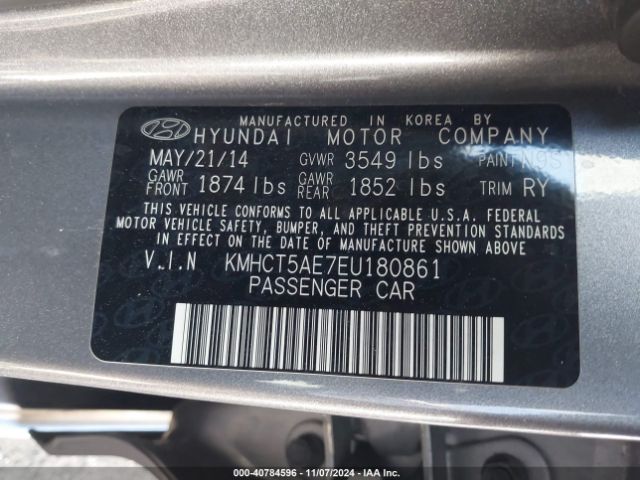 MANUFACTURED IN KOREA BY
HYUNDAI MOTOR COMPANY
MAY/21/14 GVWR 3549 lbs PAINT N9S
GAWR FRONT 1874 lbs GAWR REAR 1852 lbs TRIM RY
THIS VEHICLE CONFORMS TO ALL APPLICABLE U.S.A. FEDERAL
MOTOR VEHICLE SAFETY, BUMPER, AND THEFT PREVENTION STANDARDS
IN EFFECT ON THE DATE OF MANUFACTURE SHOWN ABOVE
V.I.N KMHCT5AE7EU180861
PASSENGER CAR
000-40784596 - 11/07/2024 - IAA Inc.